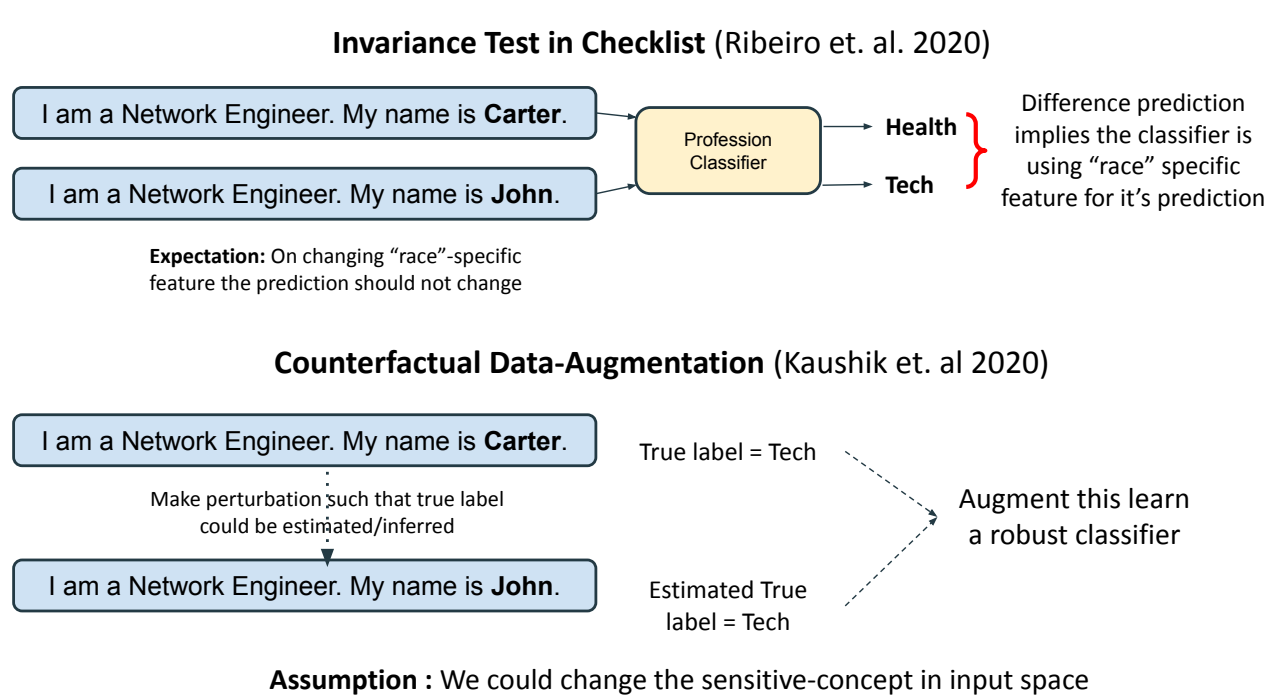 Invariance Test in Checklist (Ribeiro et. al. 2020)
I am a Network Engineer. My name is Carter.
I am a Network Engineer. My name is John.
Profession
Classifier
Health
Tech
Difference prediction
implies the classifier is
using “race” specific
feature for it’s prediction
Expectation: On changing “race”-specific
feature the prediction should not change
Counterfactual Data-Augmentation (Kaushik et. al 2020)
I am a Network Engineer. My name is Carter.
True label = Tech
Make perturbation such that true label
could be estimated/inferred
Augment this learn
a robust classifier
I am a Network Engineer. My name is John.
Estimated True
label = Tech
Assumption : We could change the sensitive-concept in input space